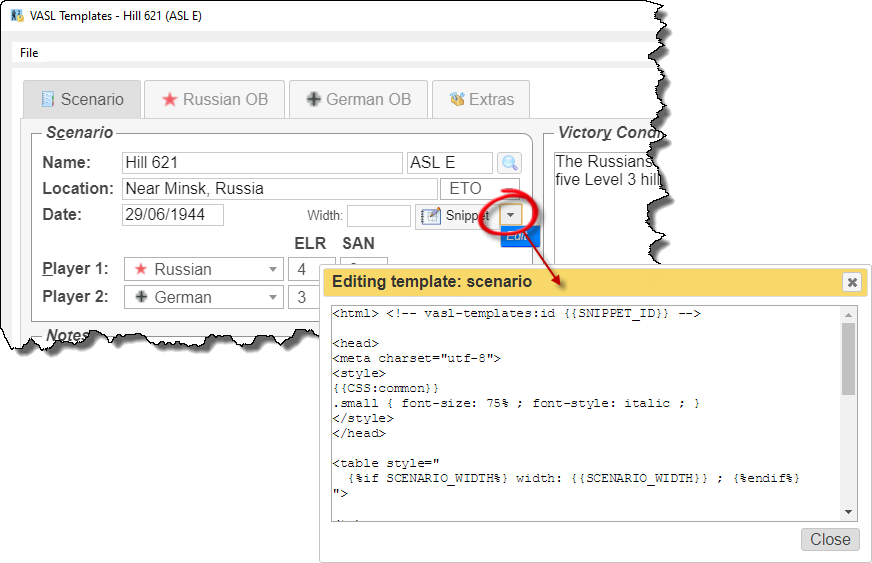 VASL Templates - Hill 621 (ASL E)
File
Scenario Russian OB German OB Extras
Scenario
Name: Hill 621 ASL E
Location: Near Minsk, Russia ETO
Date: 29/06/1944 Width: Snippet
Edit
ELR SAN
Player 1: Russian 4
Player 2: German 3
Notes
Victory Cond
The Russians
five Level 3 hil
Editing template: scenario
<html> <!-- vasl-templates:id {{SNIPPET_ID}} -->
<head>
<meta charset="utf-8">
<style>
{{CSS:common}}
.small { font-size: 75% ; font-style: italic ; }
</style>
</head>
<table style="
{%if SCENARIO_WIDTH%} width: {{SCENARIO_WIDTH}} ; {%endif%}
">
Close